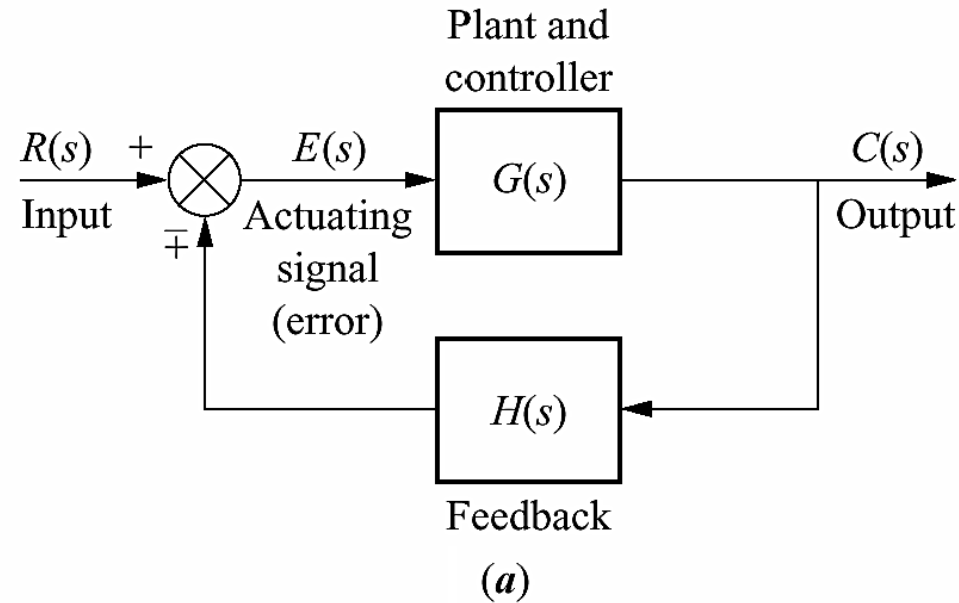 Plant and
controller
R(s) + E(s) G(s) C(s)
Input Actuating Output
∓
signal
(error)
H(s)
Feedback
(a)